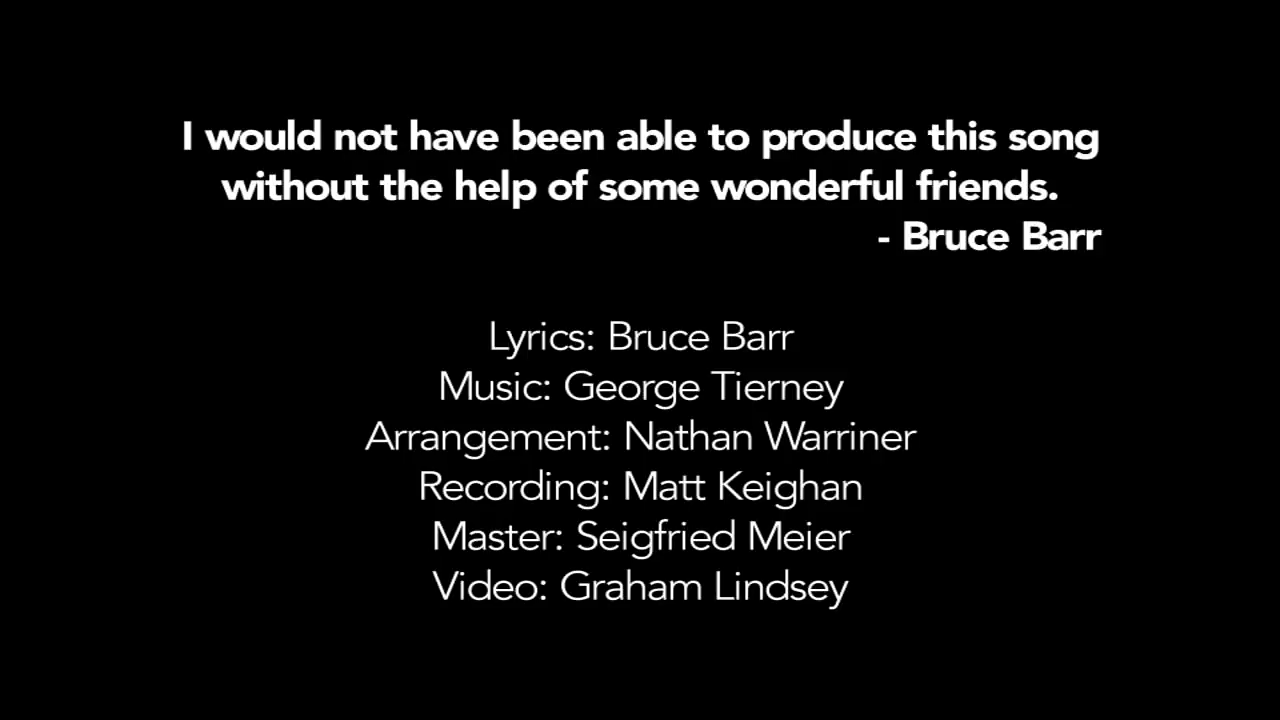 I would not have been able to produce this song
without the help of some wonderful friends.
- Bruce Barr
Lyrics: Bruce Barr
Music: George Tierney
Arrangement: Nathan Warriner
Recording: Matt Keighan
Master: Seigfried Meier
Video: Graham Lindsey